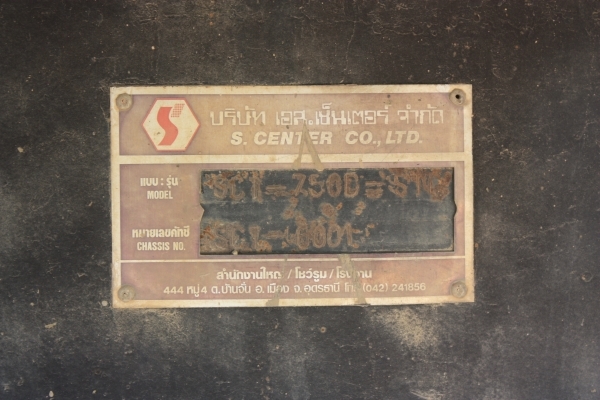 S
บริษัท เอส.เซ็นเตอร์ จำกัด
S. CENTER CO., LTD.
แบบ : รุ่น
MODEL
หมายเลขคัทซี
CHASSIS NO.
สำนักงานใหญ่ / โชว์รูม / โรงงาน
444 หมู่ 4 ต.บ้านจั่น อ.เมือง จ.อุดรธานี โทร. (042) 241856